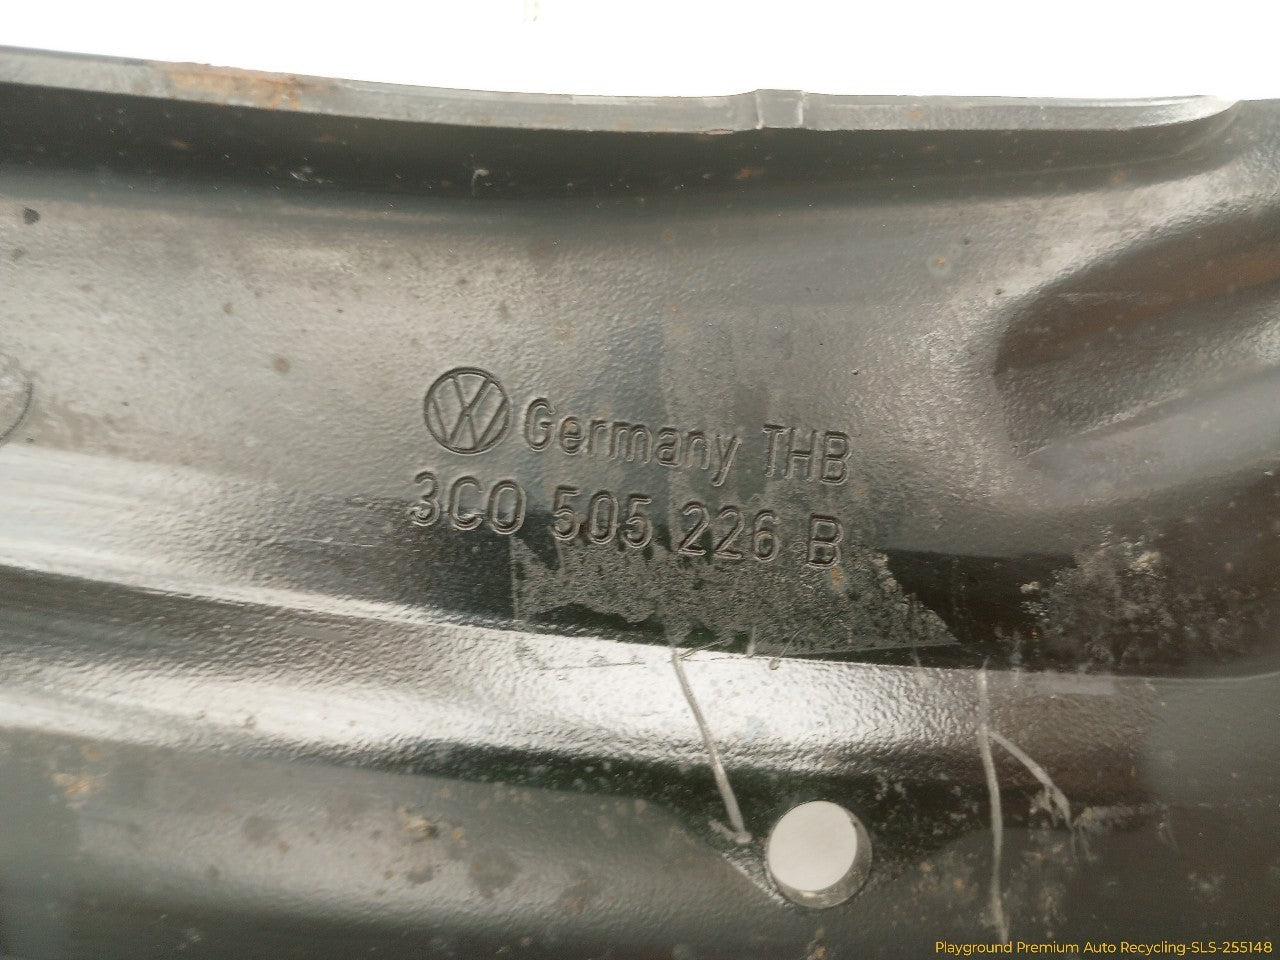 Germany THB
3C0 505 226 B
Playground Premium Auto Recycling-SLS-255148